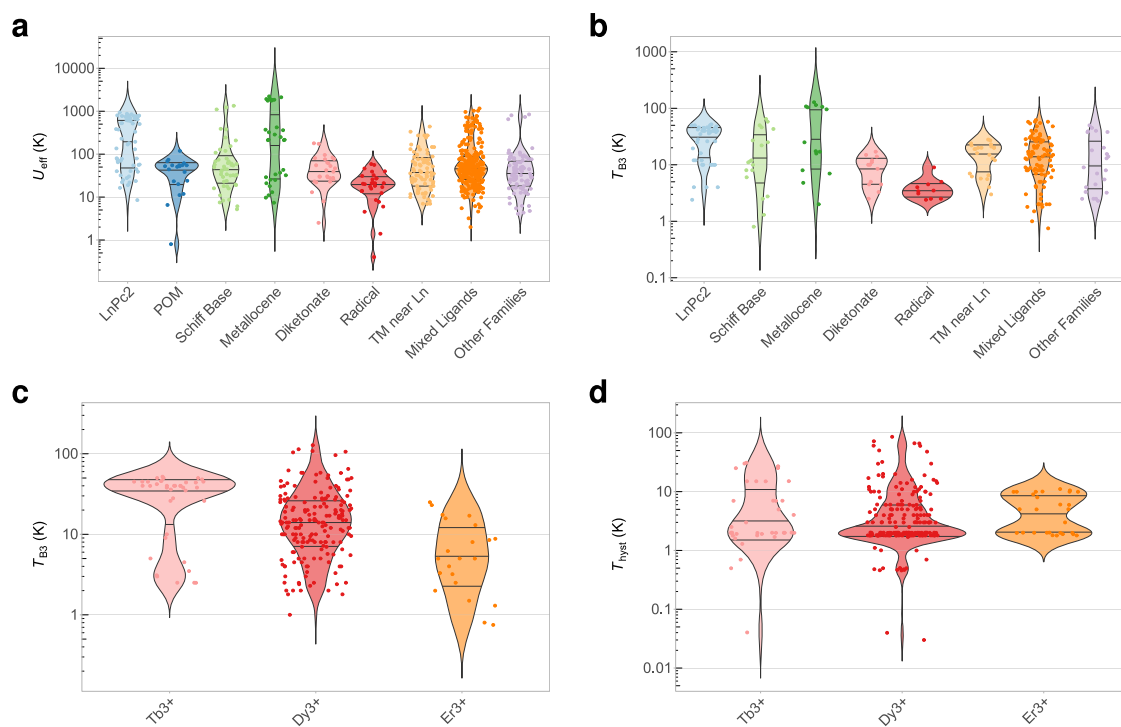 a
U_eff (K)
10000
1000
100
10
1
LnPc2
POM
Schiff Base
Metallocene
Diketonate
Radical
TM near Ln
Mixed Ligands
Other Families
b
T_B3 (K)
1000
100
10
1
0.1
LnPc2
Schiff Base
Metallocene
Diketonate
Radical
TM near Ln
Mixed Ligands
Other Families
c
T_B3 (K)
100
10
1
Tb3+
Dy3+
Er3+
d
T_hyst (K)
100
10
1
0.1
0.01
Tb3+
Dy3+
Er3+